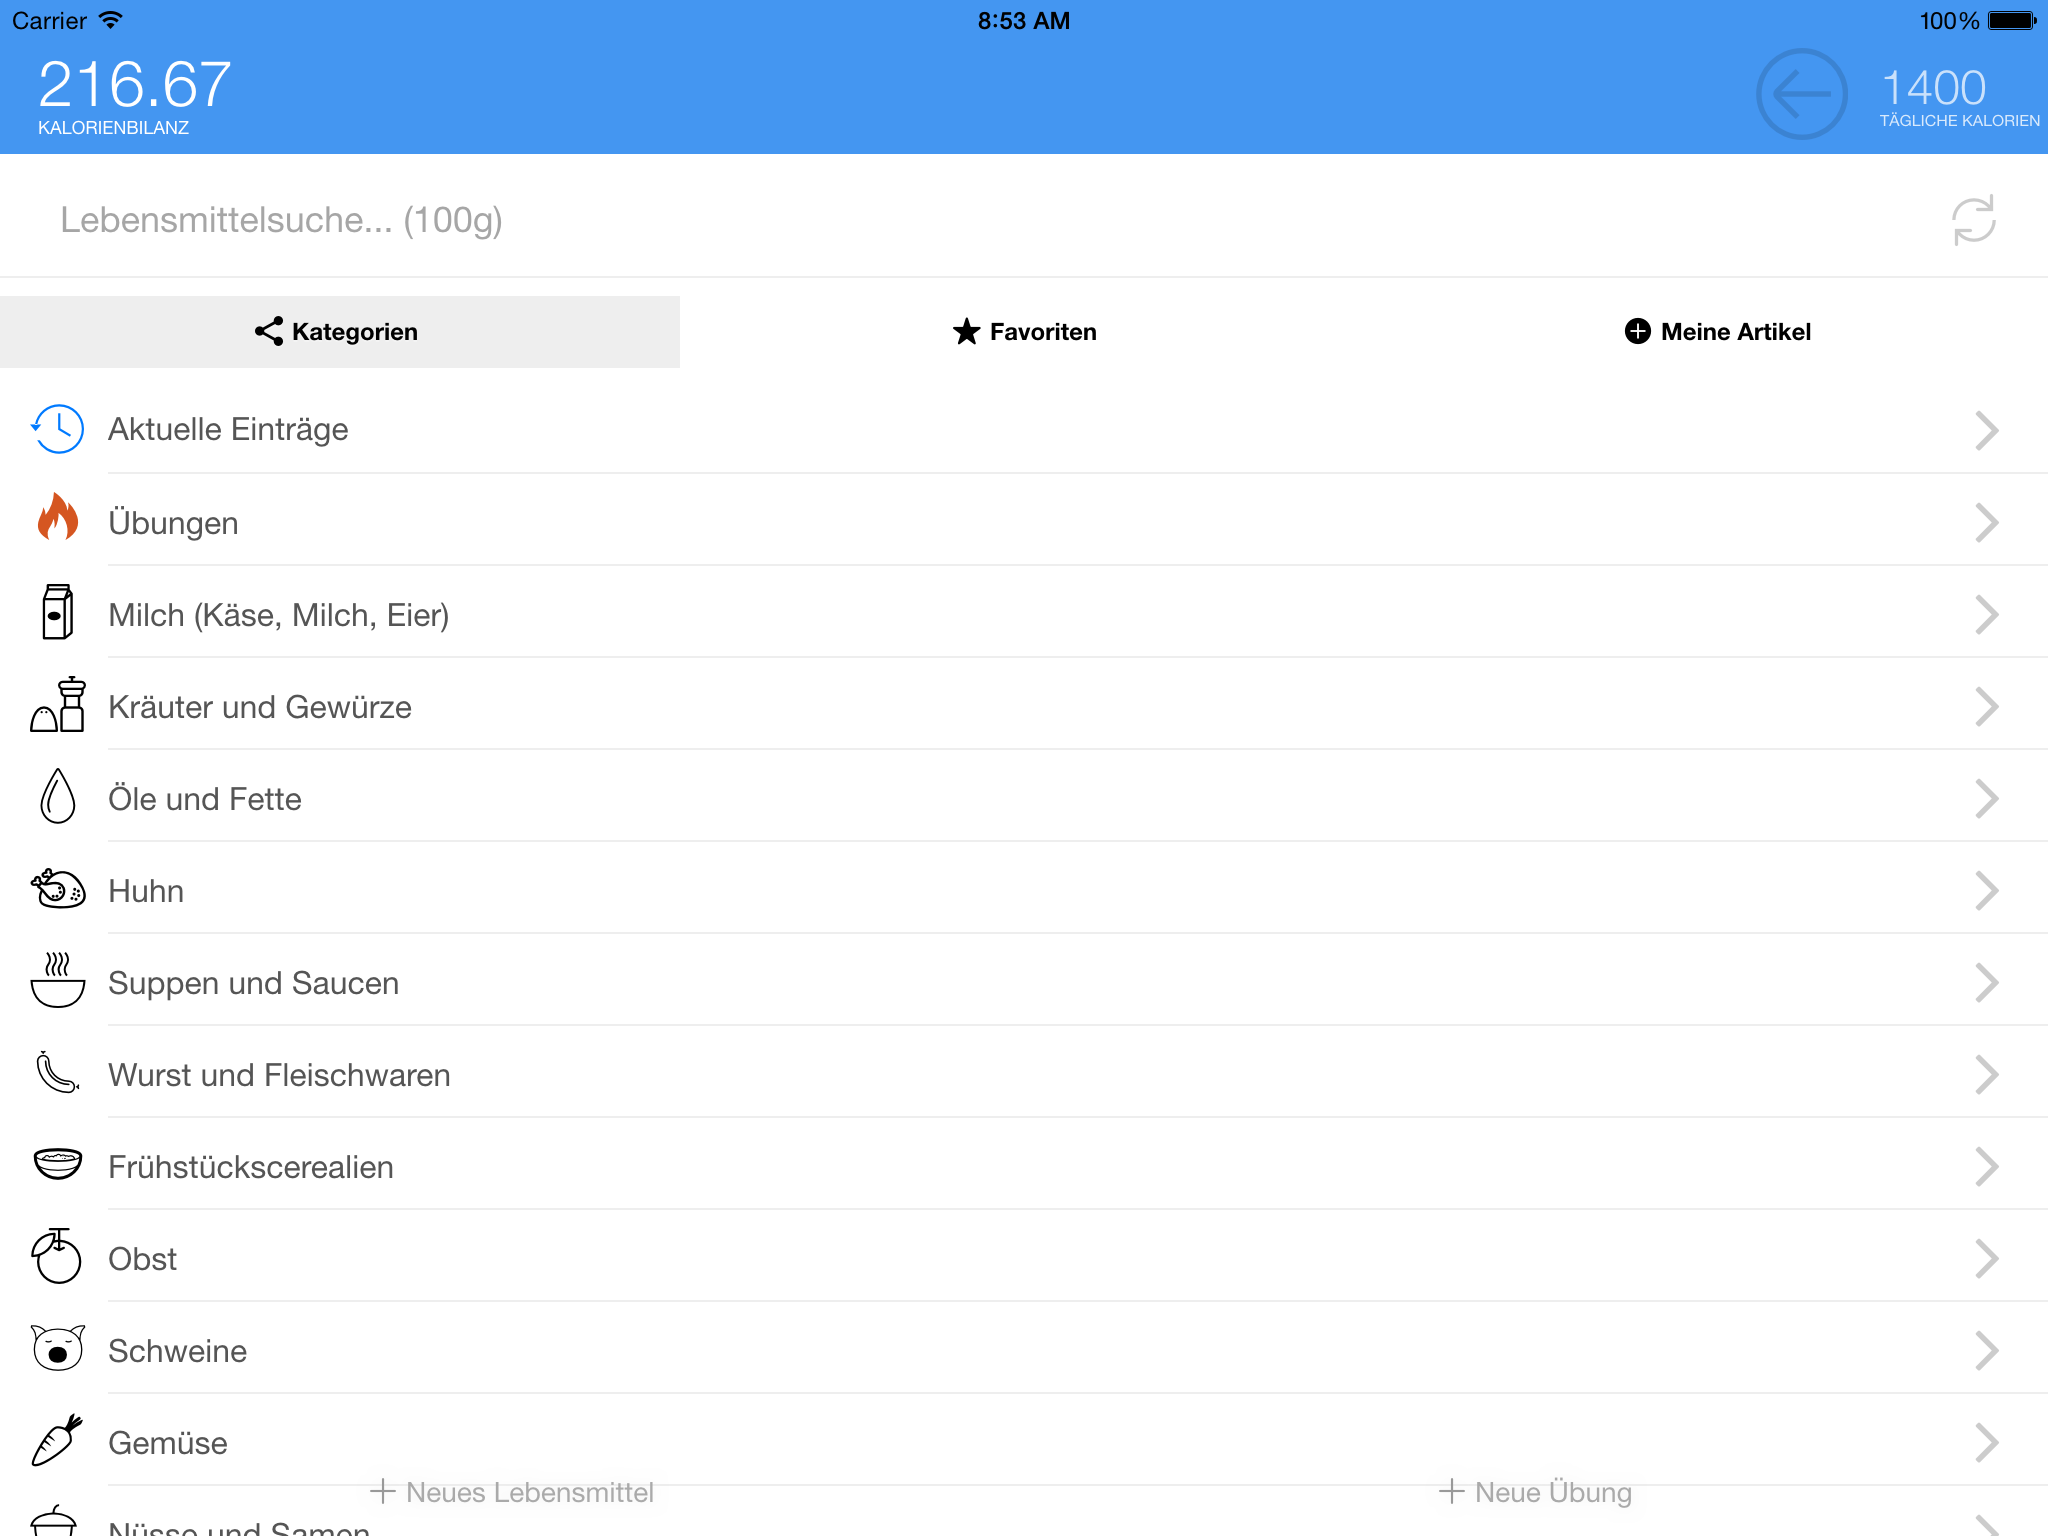 Carrier 8:53 AM 100%
216.67
KALORIENBILANZ
1400
TÄGLICHE KALORIEN
Lebensmittelsuche... (100g)
Kategorien Favoriten Meine Artikel
Aktuelle Einträge
Übungen
Milch (Käse, Milch, Eier)
Kräuter und Gewürze
Öle und Fette
Huhn
Suppen und Saucen
Wurst und Fleischwaren
Frühstückscerealien
Obst
Schweine
Gemüse
Neues Lebensmittel Neue Übung
Nüsse und Samen